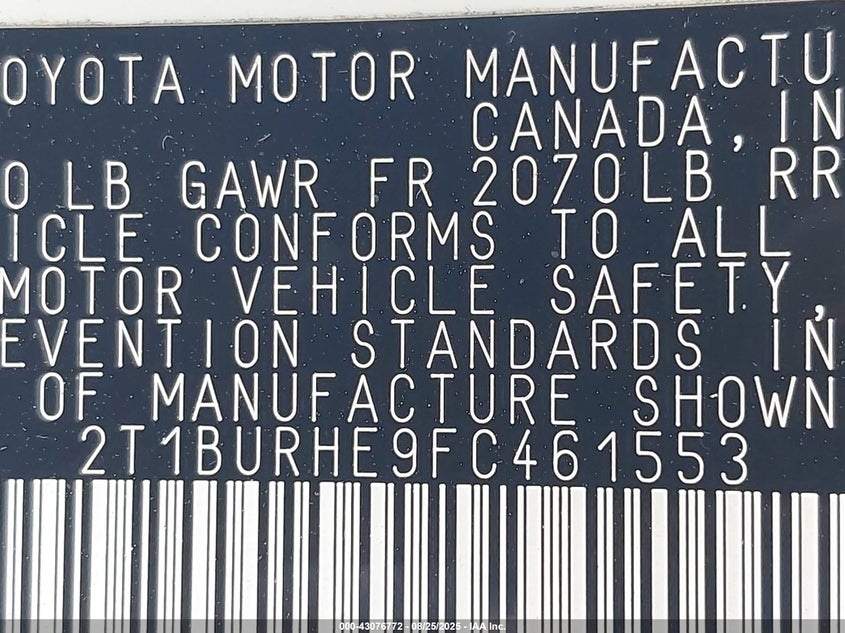 OYOTA MOTOR MANUFACTU
CANADA, IN
0 LB GAWR FR 2070LB RR
ICLE CONFORMS TO ALL
MOTOR VEHICLE SAFETY,
EVENTION STANDARDS IN
OF MANUFACTURE SHOWN
2T1BURHE9FC461553
000-43076772 - 08/25/2025 - IAA Inc.